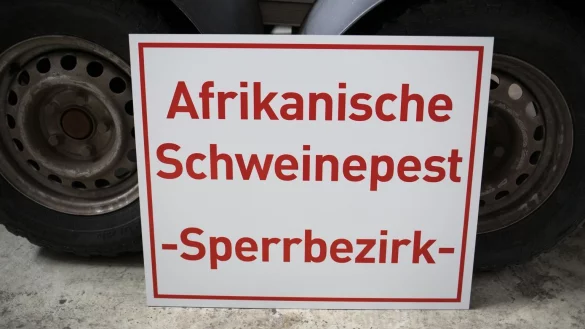 Afrikanische
Schweinepest
-Sperrbezirk-